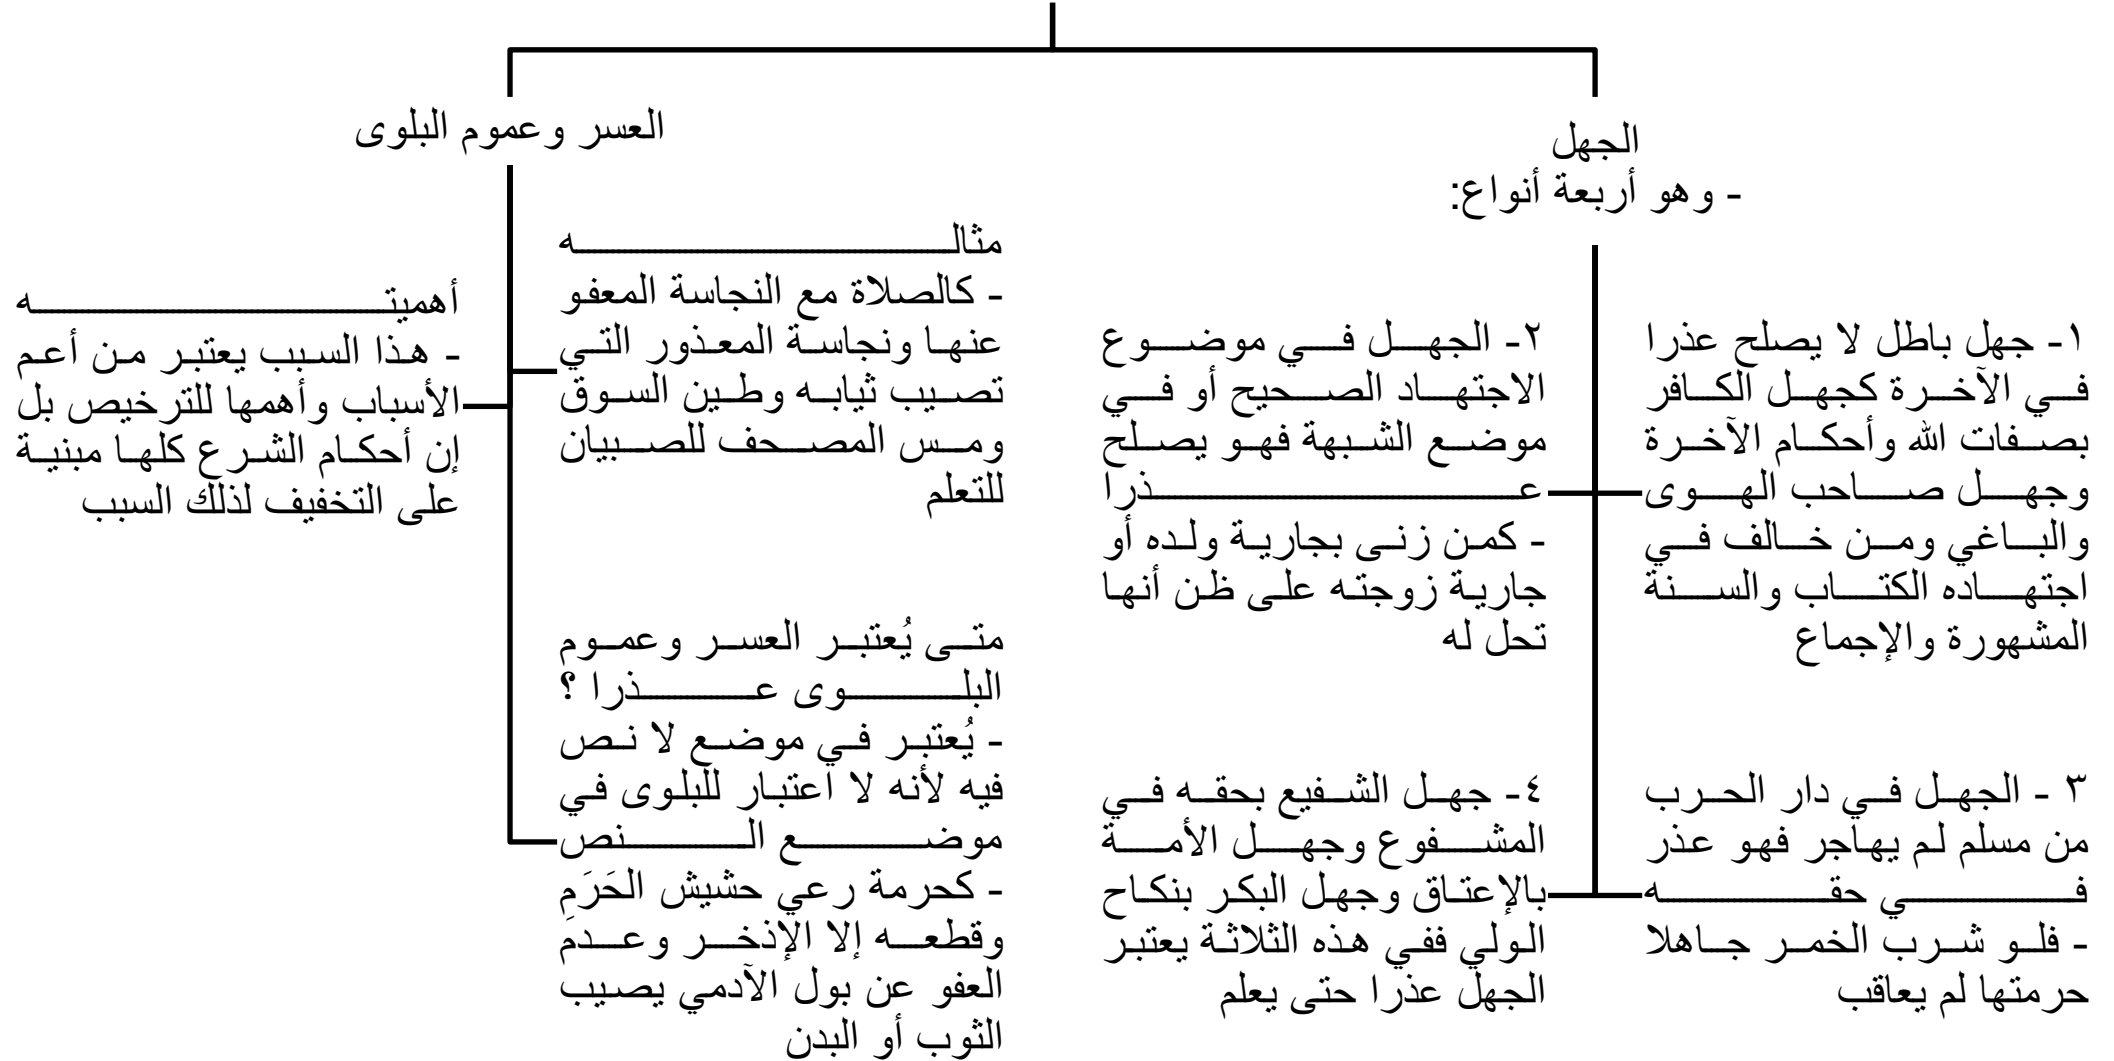 الجهل
- وهو أربعة أنواع:
١- جهل باطل لا يصلح عذرا
في الآخرة كجهل الكافر
بصفات الله وأحكام الآخرة
وجهل صاحب الهوى
والباغي ومن خالف في
اجتهاده الكتاب والسنة
المشهورة والإجماع
٢- الجهل في موضوع
الاجتهاد الصحيح أو في
موضع الشبهة فهو يصلح
عذرا
- كمن زنى بجارية ولده أو
جارية زوجته على ظن أنها
تحل له
٣ - الجهل في دار الحرب
من مسلم لم يهاجر فهو عذر
في حقه
- فلو شرب الخمر جاهلا
حرمتها لم يعاقب
٤- جهل الشفيع بحقه في
المشفوع وجهل الأمة
بالإعتاق وجهل البكر بنكاح
الولي ففي هذه الثلاثة يعتبر
الجهل عذرا حتى يعلم
العسر وعموم البلوى
مثاله
- كالصلاة مع النجاسة المعفو
عنها ونجاسة المعذور التي
تصيب ثيابه وطين السوق
ومس المصحف للصبيان
للتعلم
أهميته
- هذا السبب يعتبر من أعم
الأسباب وأهمها للترخيص بل
إن أحكام الشرع كلها مبنية
على التخفيف لذلك السبب
متى يُعتبر العسر وعموم
البلوى عذرا ؟
- يُعتبر في موضع لا نص
فيه لأنه لا اعتبار للبلوى في
موضع النص
- كحرمة رعي حشيش الحَرَمِ
وقطعه إلا الإذخر وعدم
العفو عن بول الآدمي يصيب
الثوب أو البدن